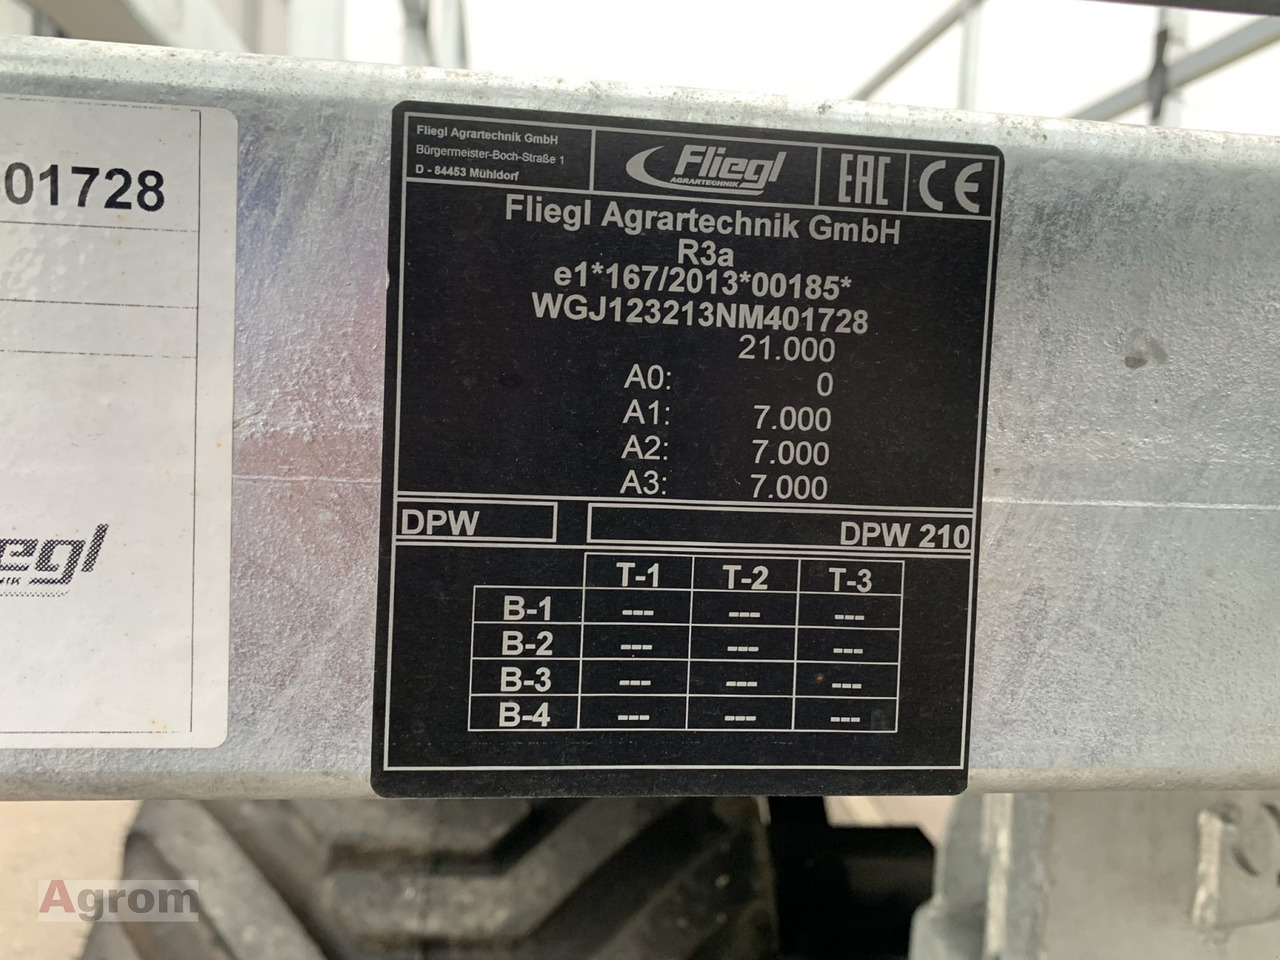 01728
egl
NIK
Fliegl Agrartechnik GmbH
Bürgermeister-Boch-Straße 1
D - 84453 Mühldorf
Fliegl
AGRARTECHNIK
EAC
CE
Fliegl Agrartechnik GmbH
R3a
e1*167/2013*00185*
WGJ123213NM401728
21.000
A0: 0
A1: 7.000
A2: 7.000
A3: 7.000
DPW DPW 210
T-1 T-2 T-3
B-1 --- --- ---
B-2 --- --- ---
B-3 --- --- ---
B-4 --- --- ---
Agrom